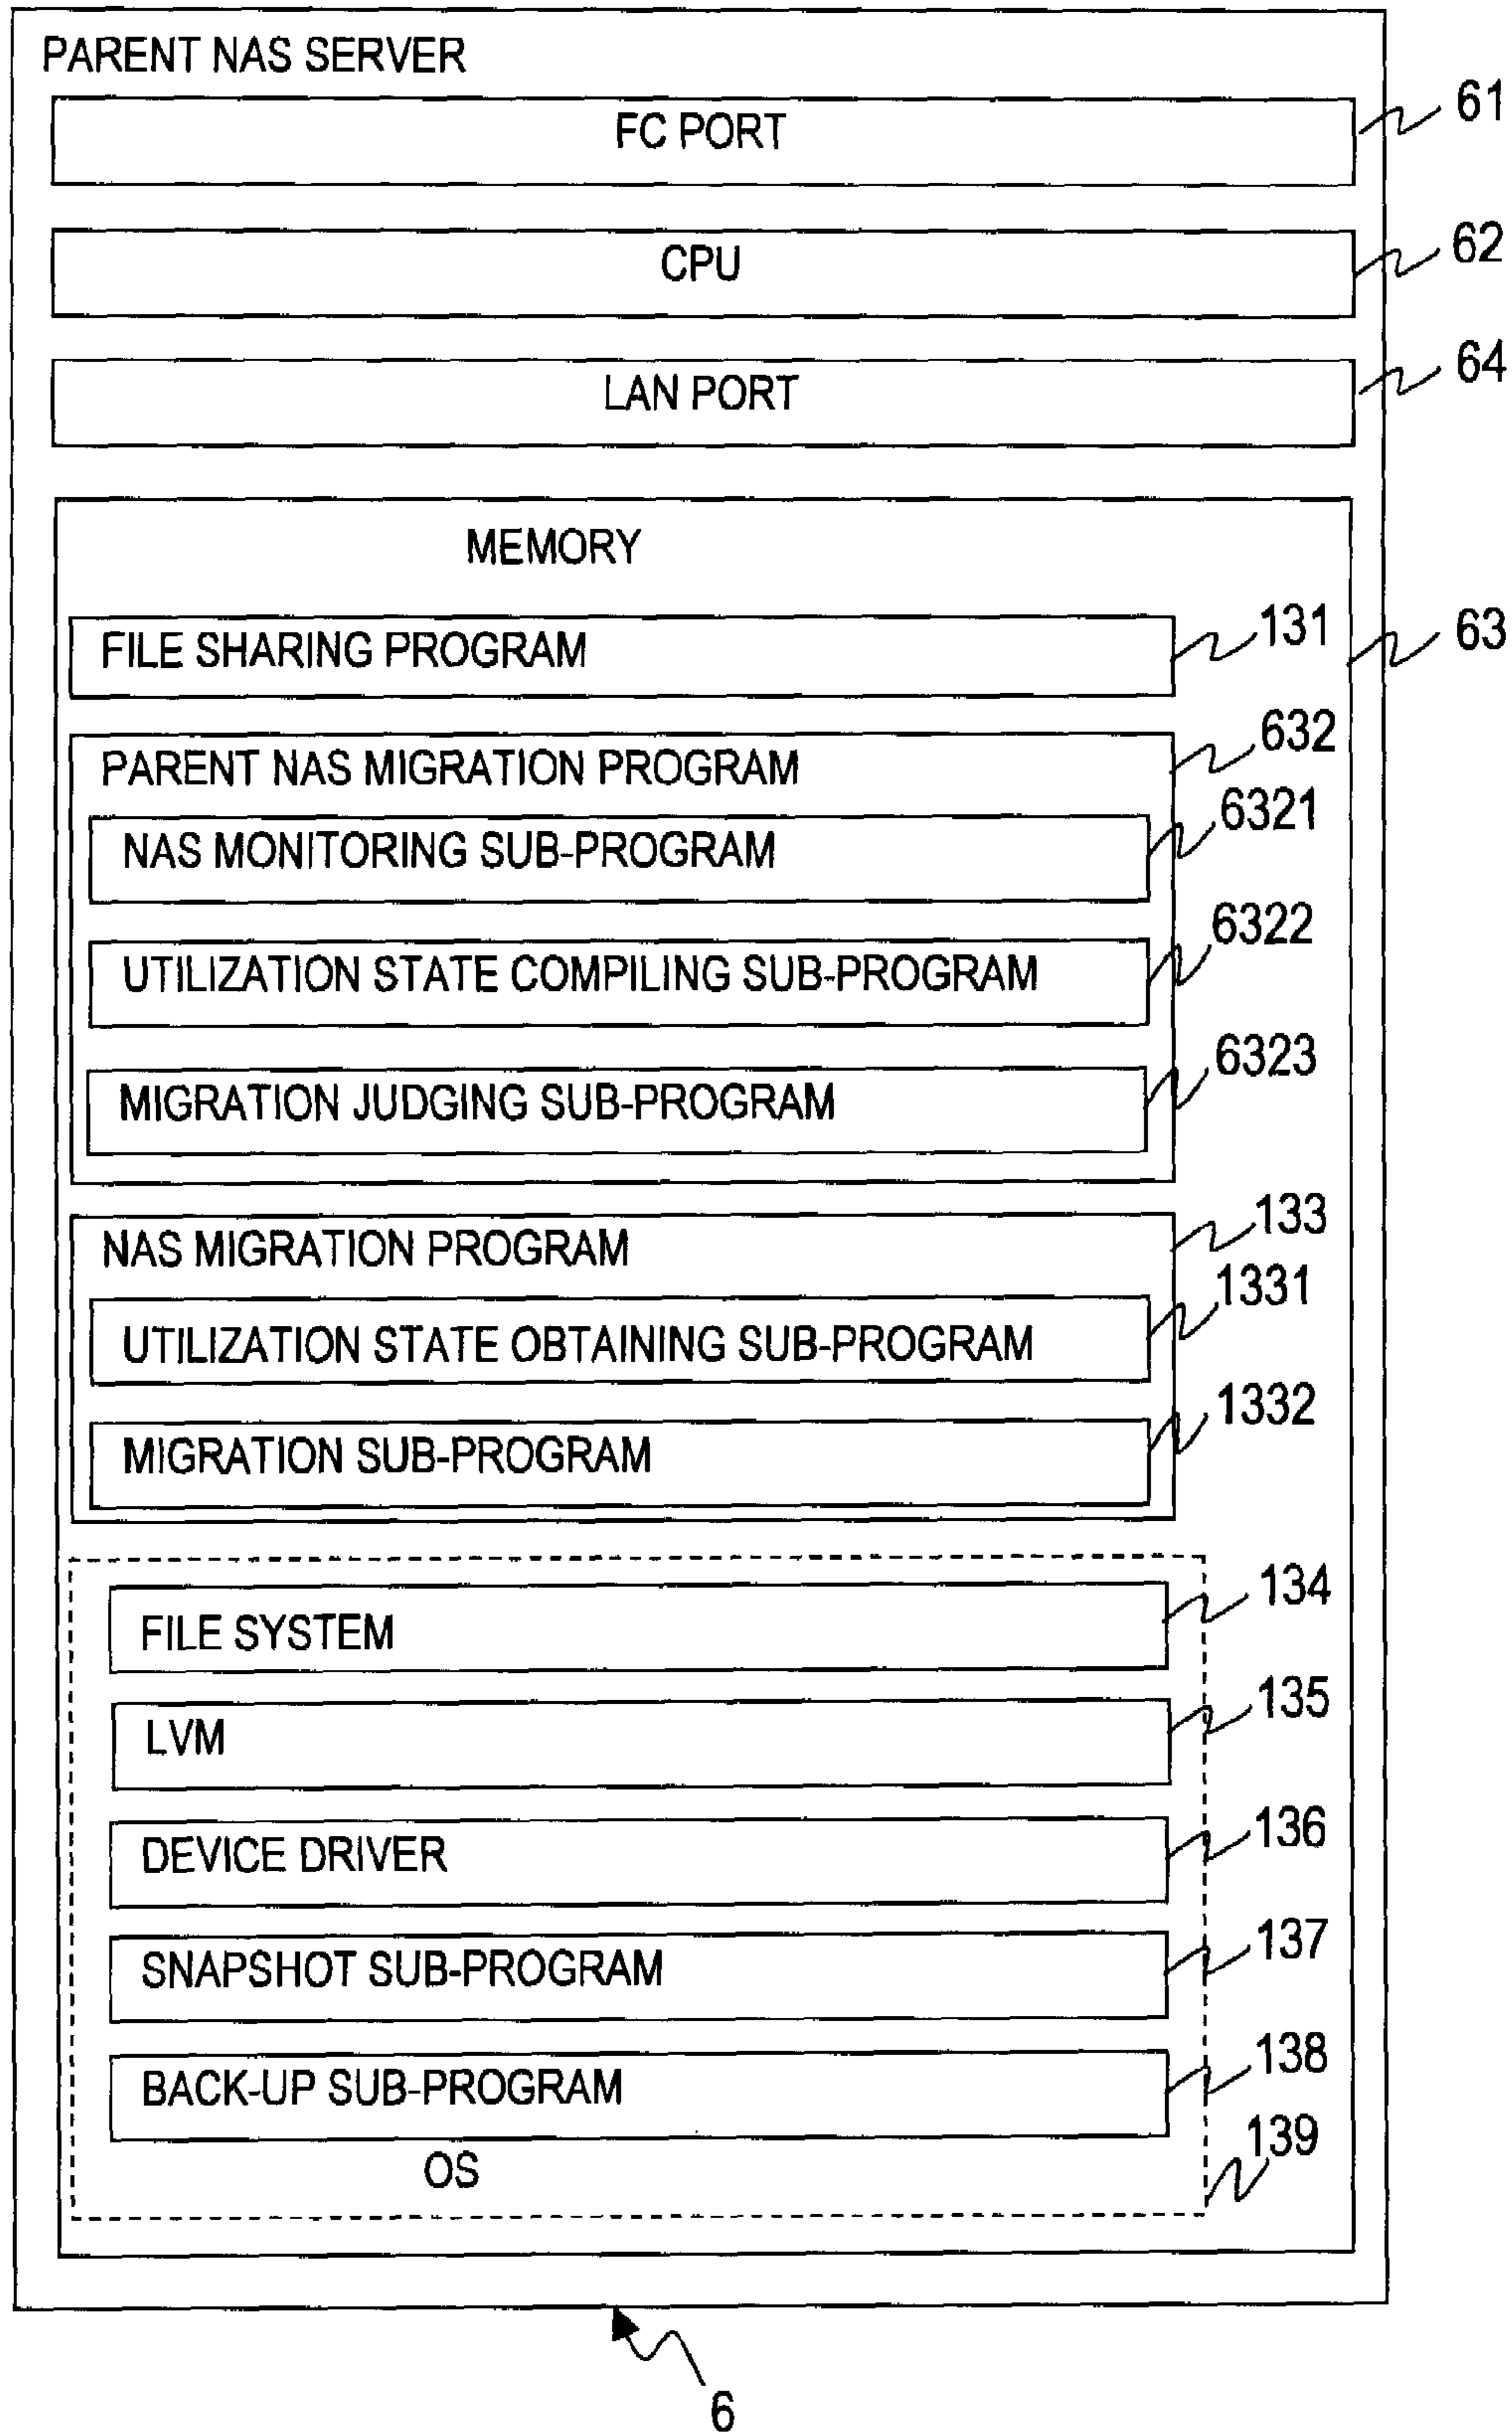 PARENT NAS SERVER
FC PORT
61
CPU
62
LAN PORT
64
MEMORY
63
FILE SHARING PROGRAM
131
PARENT NAS MIGRATION PROGRAM
632
NAS MONITORING SUB-PROGRAM
6321
UTILIZATION STATE COMPILING SUB-PROGRAM
6322
MIGRATION JUDGING SUB-PROGRAM
6323
NAS MIGRATION PROGRAM
133
UTILIZATION STATE OBTAINING SUB-PROGRAM
1331
MIGRATION SUB-PROGRAM
1332
FILE SYSTEM
134
LVM
135
DEVICE DRIVER
136
SNAPSHOT SUB-PROGRAM
137
BACK-UP SUB-PROGRAM
138
OS
139
6